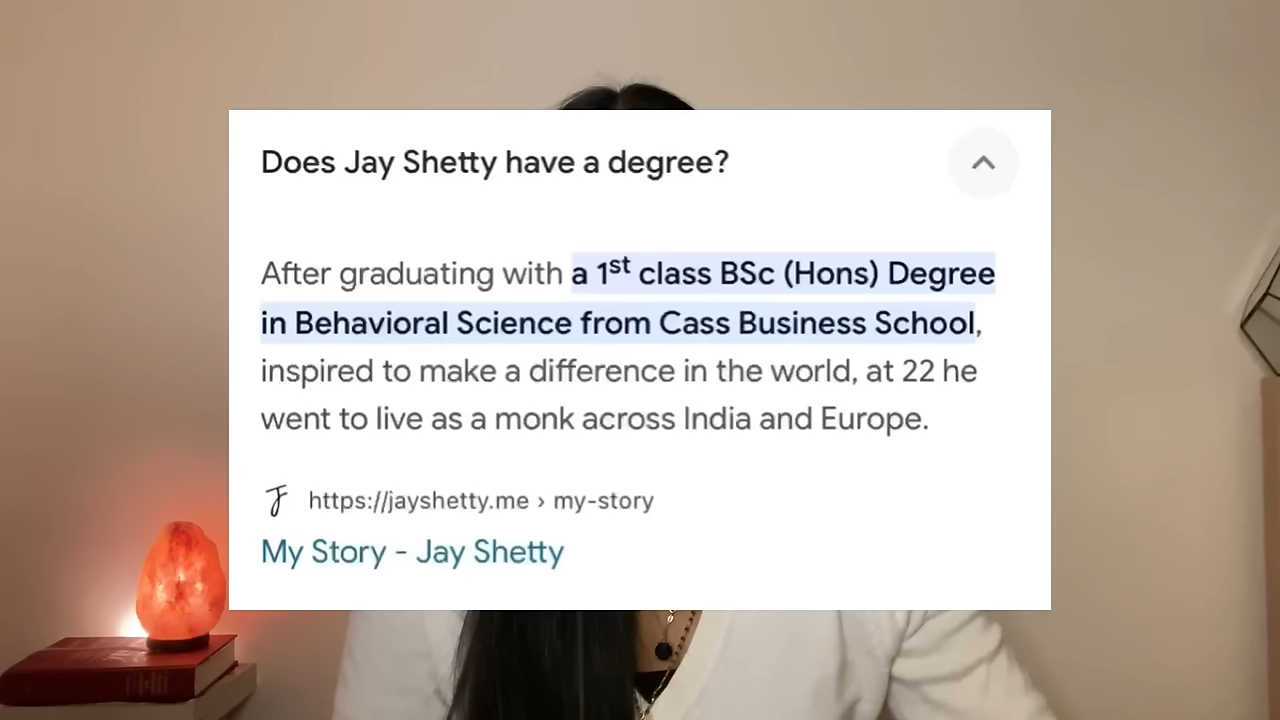 Does Jay Shetty have a degree?
After graduating with a 1st class BSc (Hons) Degree
in Behavioral Science from Cass Business School,
inspired to make a difference in the world, at 22 he
went to live as a monk across India and Europe.
https://jayshetty.me › my-story
My Story - Jay Shetty